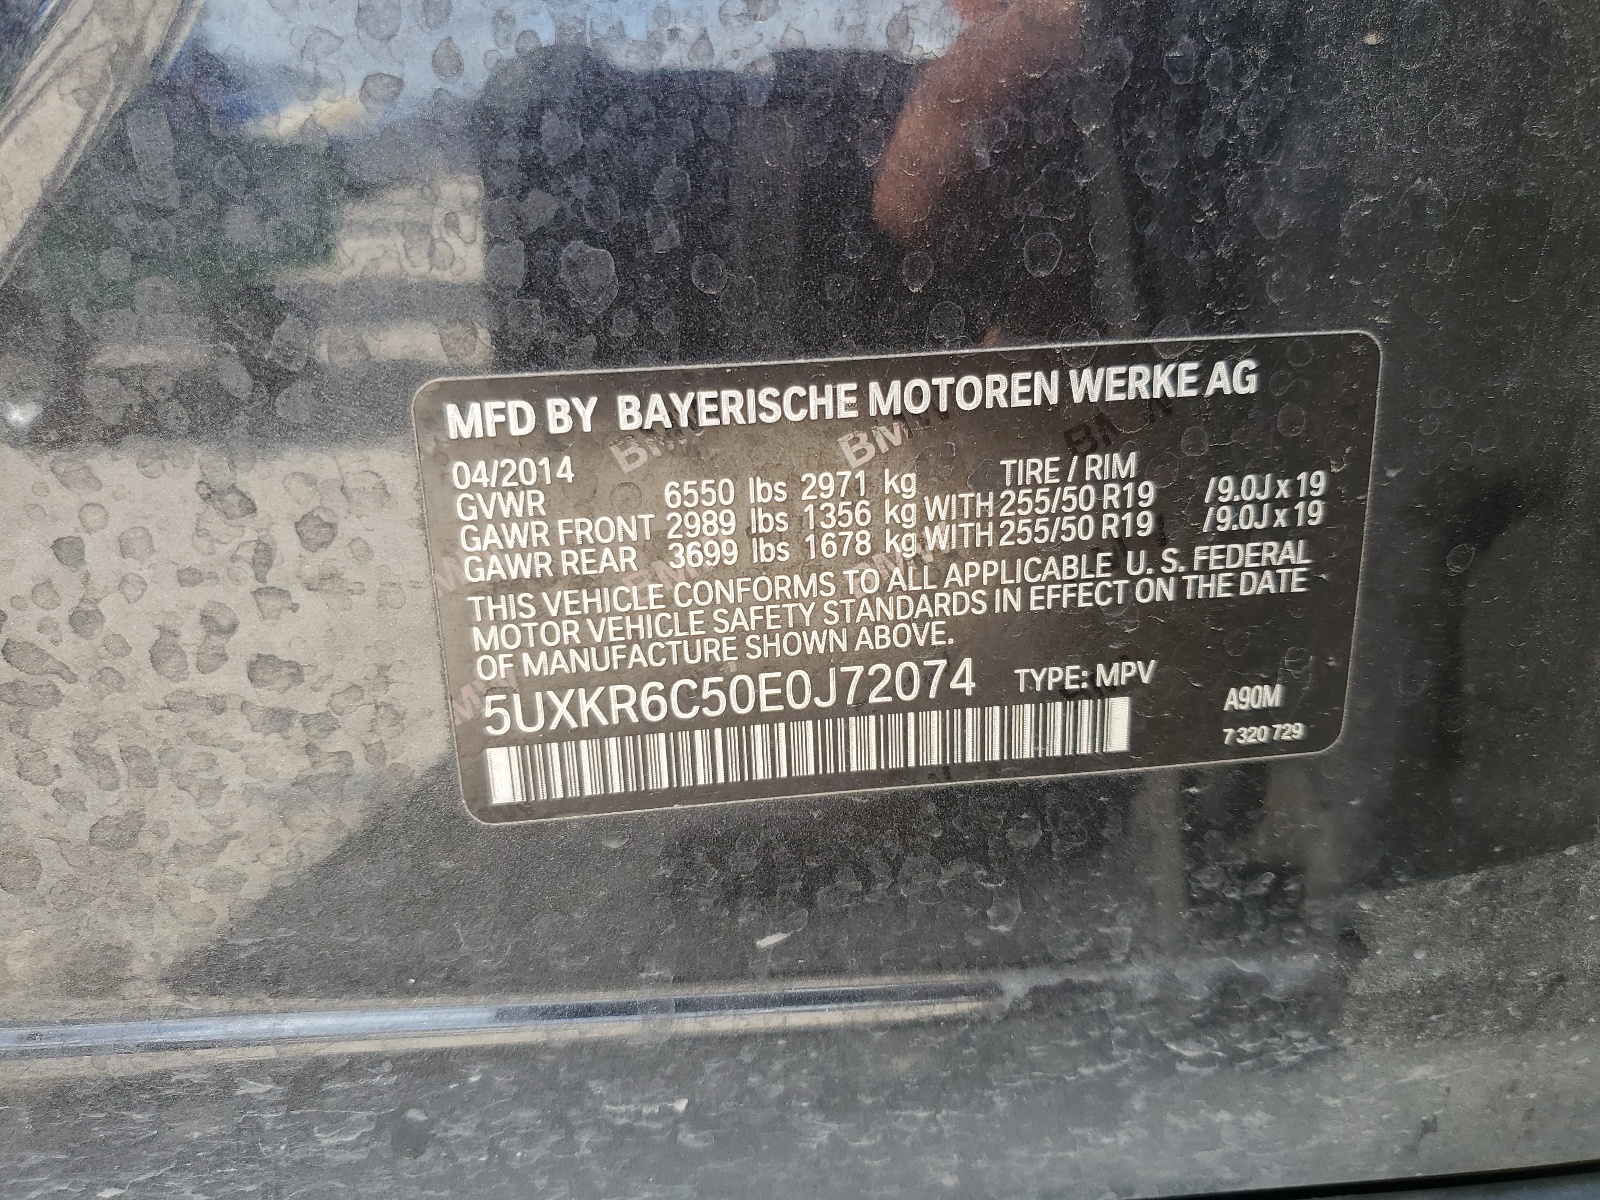 MFD BY BAYERISCHE MOTOREN WERKE AG
04/2014 TIRE / RIM
GVWR 6550 lbs 2971 kg
GAWR FRONT 2989 lbs 1356 kg WITH 255/50 R19 /9.0J x 19
GAWR REAR 3699 lbs 1678 kg WITH 255/50 R19 /9.0J x 19
THIS VEHICLE CONFORMS TO ALL APPLICABLE U. S. FEDERAL
MOTOR VEHICLE SAFETY STANDARDS IN EFFECT ON THE DATE
OF MANUFACTURE SHOWN ABOVE.
5UXKR6C50E0J72074 TYPE: MPV
A90M
7 320 729